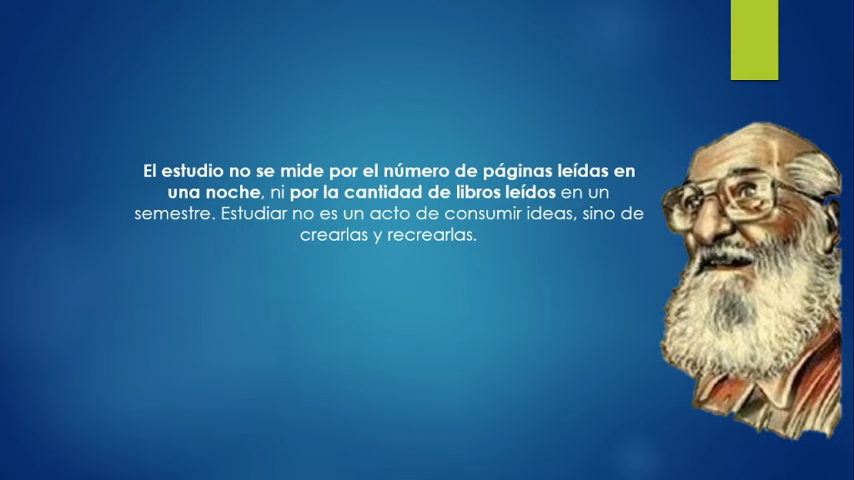 El estudio no se mide por el número de páginas leídas en
una noche, ni por la cantidad de libros leídos en un
semestre. Estudiar no es un acto de consumir ideas, sino de
crearlas y recrearlas.